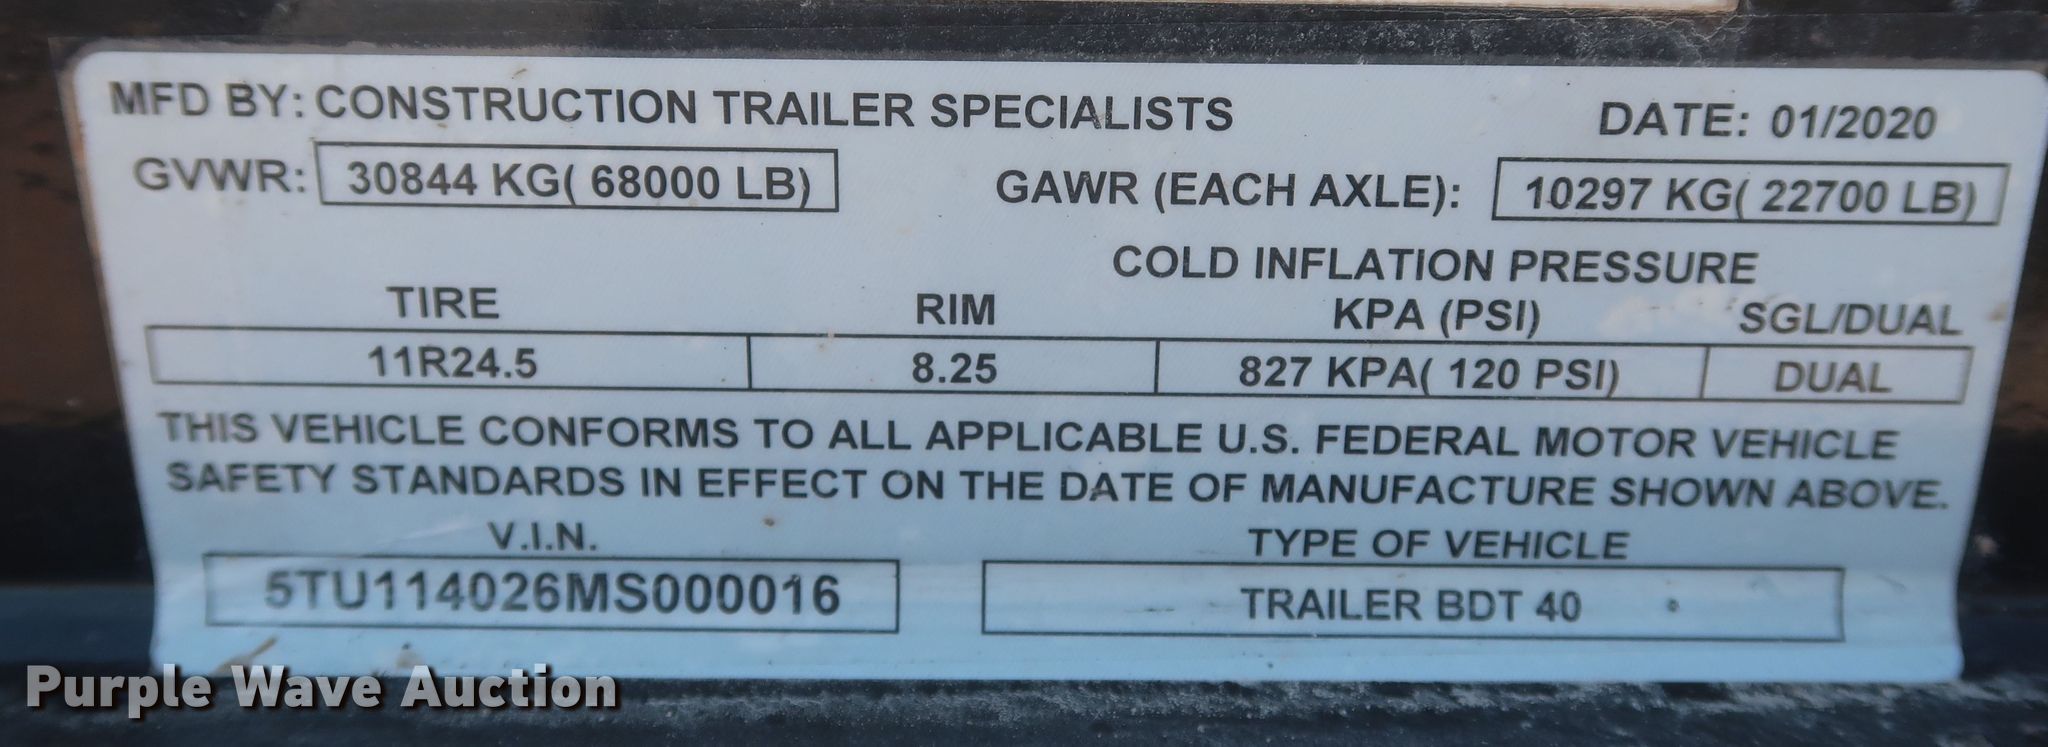 MFD BY: CONSTRUCTION TRAILER SPECIALISTS DATE: 01/2020
GVWR: 30844 KG( 68000 LB) GAWR (EACH AXLE): 10297 KG( 22700 LB)
COLD INFLATION PRESSURE
TIRE RIM KPA (PSI) SGL/DUAL
11R24.5 8.25 827 KPA( 120 PSI) DUAL
THIS VEHICLE CONFORMS TO ALL APPLICABLE U.S. FEDERAL MOTOR VEHICLE
SAFETY STANDARDS IN EFFECT ON THE DATE OF MANUFACTURE SHOWN ABOVE.
V.I.N. TYPE OF VEHICLE
5TU114026MS000016 TRAILER BDT 40
Purple Wave Auction